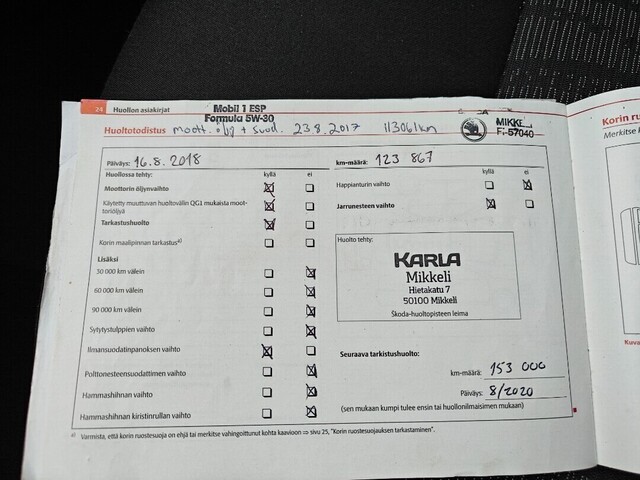 24 Huollon asiakirjat
Mobil 1 ESP
Formula 5W-30
Huoltotodistus moott. öljy + suod. 23.8.2017 113061km
MIKKE
FI-57040
Päiväys: 16.8.2018 km-määrä: 123 867
Huollossa tehty: kyllä ei
Moottorin öljynvaihto
Käytetty muuttuvan huoltovälin QG1 mukaista moot-
toriöljyä
Tarkastushuolto
Korin maalipinnan tarkastus a)
Lisäksi
30 000 km välein
60 000 km välein
90 000 km välein
Sytytystulppien vaihto
Ilmansuodatinpanoksen vaihto
Polttonesteensuodattimen vaihto
Hammashihnan vaihto
Hammashihnan kiristinrullan vaihto
kyllä ei
Happianturin vaihto
Jarrunesteen vaihto
Huolto tehty:
KARLA
Mikkeli
Hietakatu 7
50100 Mikkeli
Škoda-huoltopisteen leima
Seuraava tarkistushuolto:
km-määrä: 153 000
Päiväys: 8/2020
(sen mukaan kumpi tulee ensin tai huollonilmaisimen mukaan)
a) Varmista, että korin ruostesuoja on ehjä tai merkitse vahingoittunut kohta kaavioon ⇒ sivu 25, "Korin ruostesuojauksen tarkastaminen".
Korin ruo
Merkitse k
Kuva